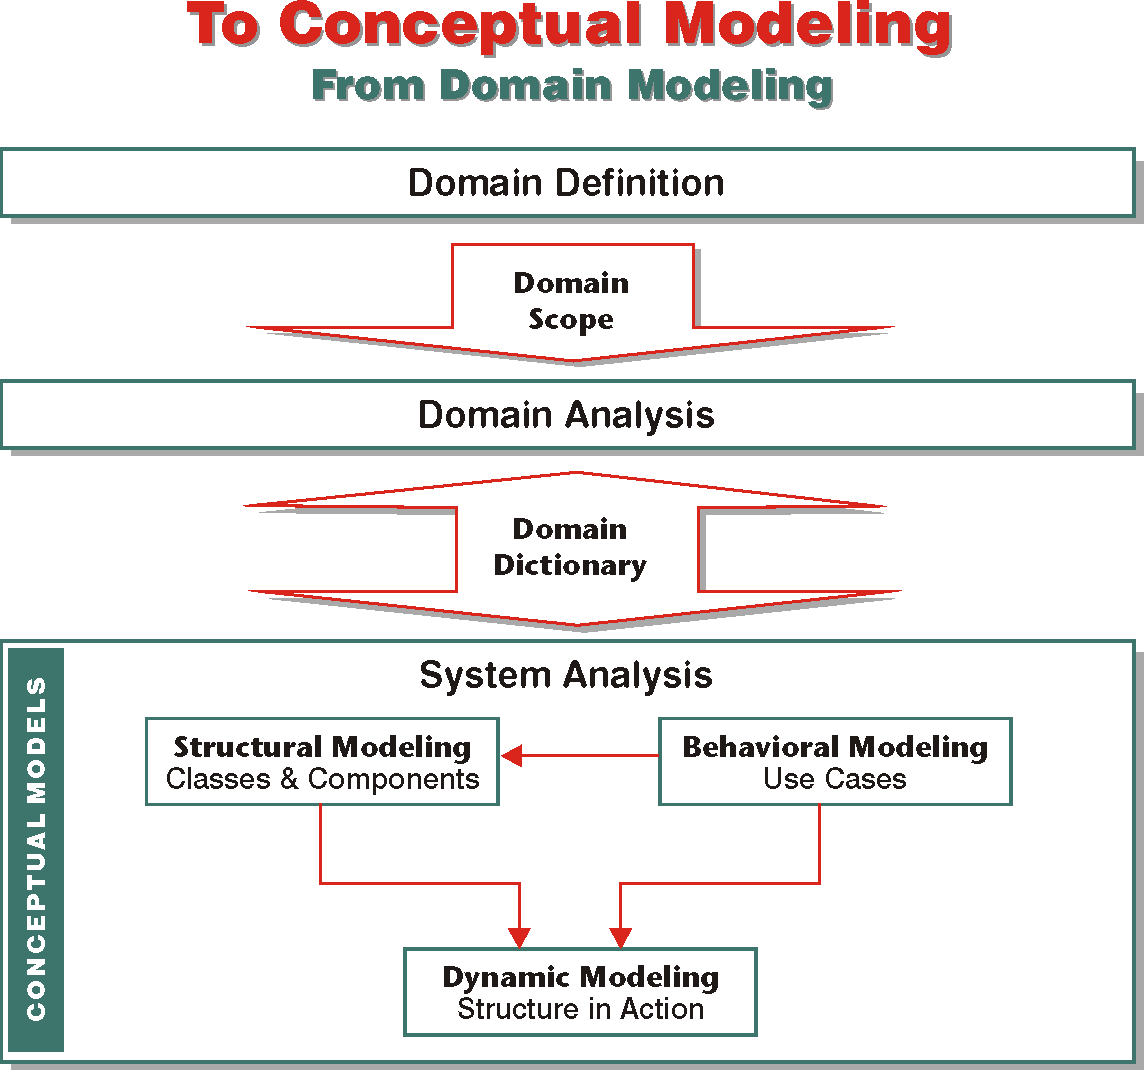 To Conceptual Modeling
From Domain Modeling
Domain Definition
Domain
Scope
Domain Analysis
Domain
Dictionary
System Analysis
CONCEPTUAL MODELS
Structural Modeling
Classes & Components
Behavioral Modeling
Use Cases
Dynamic Modeling
Structure in Action